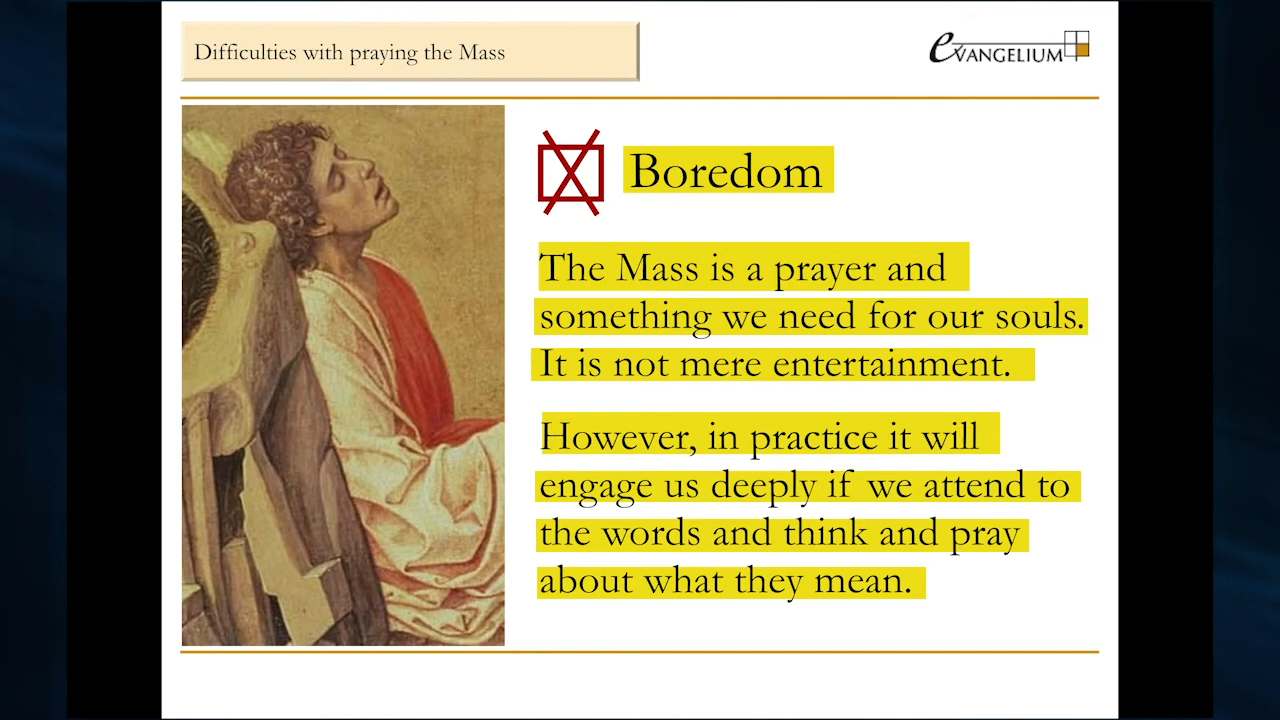 Difficulties with praying the Mass
eVANGELIUM
Boredom
The Mass is a prayer and
something we need for our souls.
It is not mere entertainment.
However, in practice it will
engage us deeply if we attend to
the words and think and pray
about what they mean.